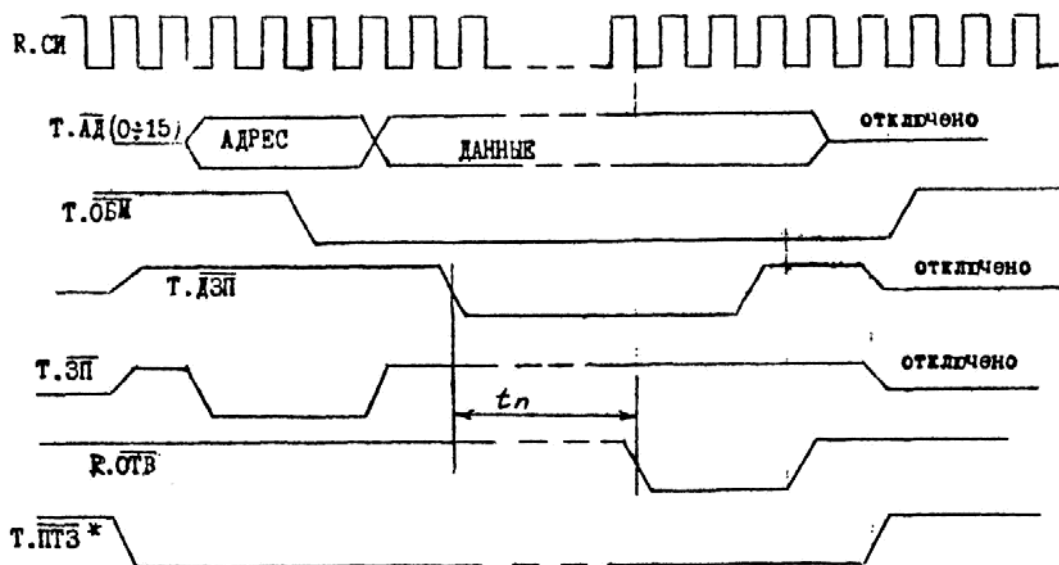 R.СИ
Т.АД(0÷15)
АДРЕС
ДАННЫЕ
отключено
Т.ОБМ
Т.ДЗП
отключено
Т.ЗП
отключено
tп
R.ОТВ
Т.ПТЗ*